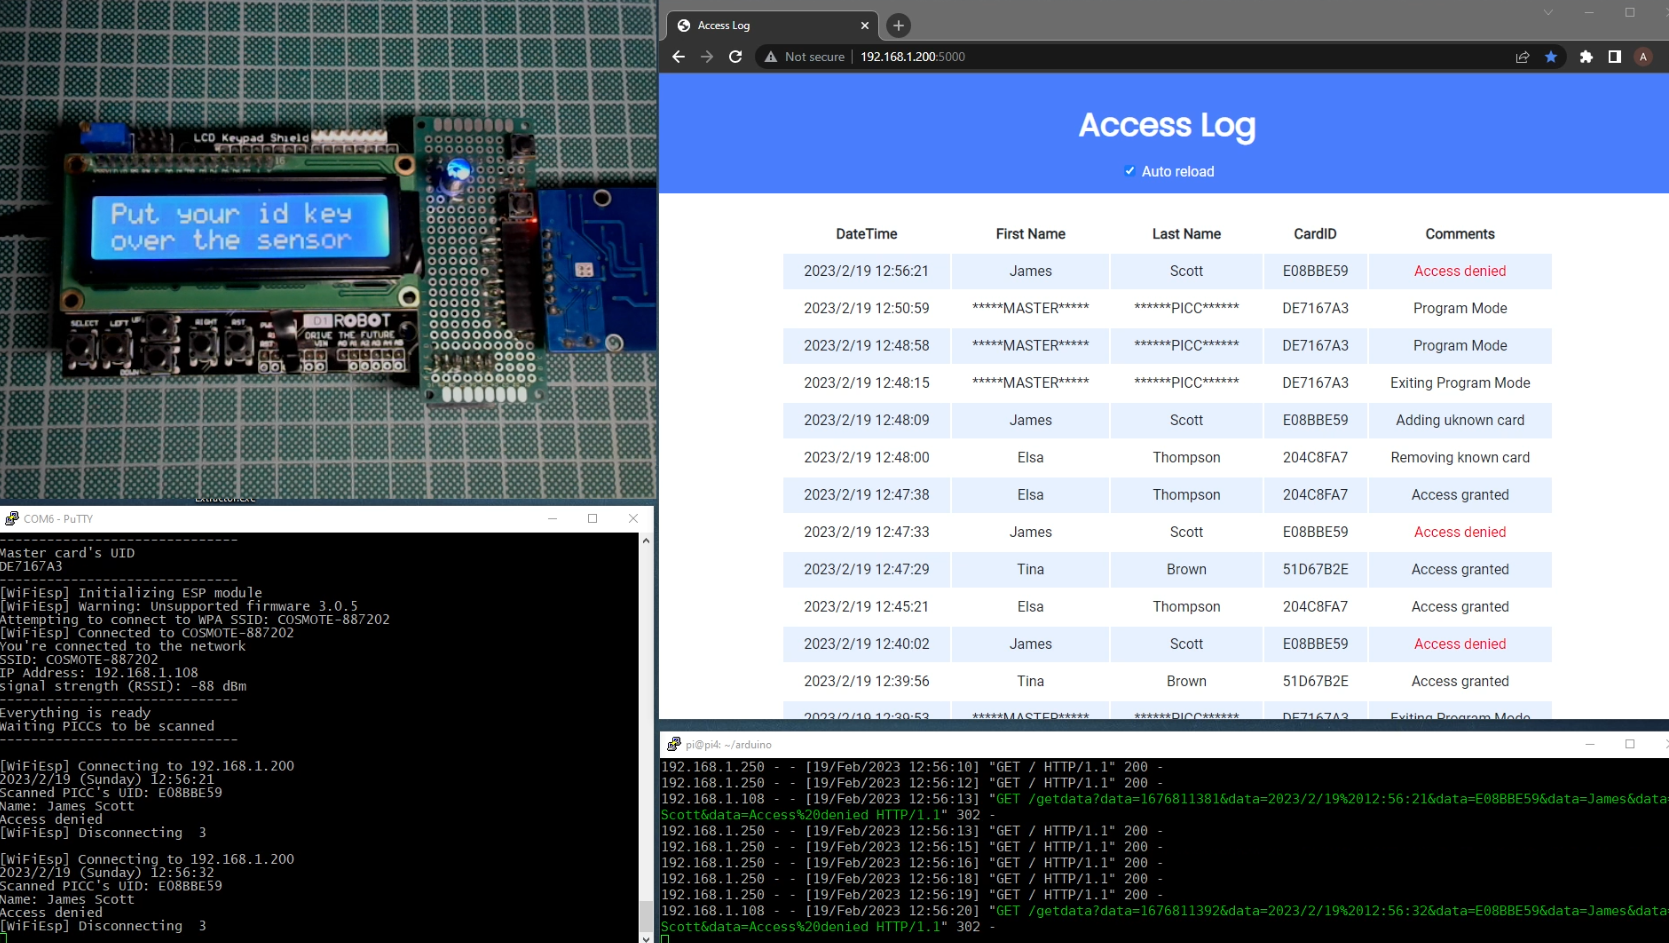 LCD Keypad Shield
16
Put your id key
over the sensor
SELECT
LEFT
UP
RIGHT
RST
DOWN
D1 ROBOT
DRIVE THE FUTURE
VIN
A0 A1 A2 A3 A4 A5
Access Log
Not secure
192.168.1.200:5000
A
Access Log
Auto reload
DateTime First Name Last Name CardID Comments
2023/2/19 12:56:21 James Scott E08BBE59 Access denied
2023/2/19 12:50:59 *****MASTER***** ******PICC****** DE7167A3 Program Mode
2023/2/19 12:48:58 *****MASTER***** ******PICC****** DE7167A3 Program Mode
2023/2/19 12:48:15 *****MASTER***** ******PICC****** DE7167A3 Exiting Program Mode
2023/2/19 12:48:09 James Scott E08BBE59 Adding uknown card
2023/2/19 12:48:00 Elsa Thompson 204C8FA7 Removing known card
2023/2/19 12:47:38 Elsa Thompson 204C8FA7 Access granted
2023/2/19 12:47:33 James Scott E08BBE59 Access denied
2023/2/19 12:47:29 Tina Brown 51D67B2E Access granted
2023/2/19 12:45:21 Elsa Thompson 204C8FA7 Access granted
2023/2/19 12:40:02 James Scott E08BBE59 Access denied
2023/2/19 12:39:56 Tina Brown 51D67B2E Access granted
2023/2/19 12:39:53 *****MASTER***** ******PICC****** DE7167A3 Exiting Program Mode
COM6 - PuTTY
------------------------------
Master card's UID
DE7167A3
------------------------------
[WiFiEsp] Initializing ESP module
[WiFiEsp] Warning: Unsupported firmware 3.0.5
Attempting to connect to WPA SSID: COSMOTE-887202
[WiFiEsp] Connected to COSMOTE-887202
You're connected to the network
SSID: COSMOTE-887202
IP Address: 192.168.1.108
signal strength (RSSI): -88 dBm
------------------------------
Everything is ready
Waiting PICCs to be scanned
------------------------------
[WiFiEsp] Connecting to 192.168.1.200
2023/2/19 (Sunday) 12:56:21
Scanned PICC's UID: E08BBE59
Name: James Scott
Access denied
[WiFiEsp] Disconnecting  3
[WiFiEsp] Connecting to 192.168.1.200
2023/2/19 (Sunday) 12:56:32
Scanned PICC's UID: E08BBE59
Name: James Scott
Access denied
[WiFiEsp] Disconnecting  3
pi@pi4: ~/arduino
192.168.1.250 - - [19/Feb/2023 12:56:10] "GET / HTTP/1.1" 200 -
192.168.1.250 - - [19/Feb/2023 12:56:12] "GET / HTTP/1.1" 200 -
192.168.1.108 - - [19/Feb/2023 12:56:13] "GET /getdata?data=1676811381&data=2023/2/19%2012:56:21&data=E08BBE59&data=James&data=
Scott&data=Access%20denied HTTP/1.1" 302 -
192.168.1.250 - - [19/Feb/2023 12:56:13] "GET / HTTP/1.1" 200 -
192.168.1.250 - - [19/Feb/2023 12:56:15] "GET / HTTP/1.1" 200 -
192.168.1.250 - - [19/Feb/2023 12:56:16] "GET / HTTP/1.1" 200 -
192.168.1.250 - - [19/Feb/2023 12:56:18] "GET / HTTP/1.1" 200 -
192.168.1.250 - - [19/Feb/2023 12:56:19] "GET / HTTP/1.1" 200 -
192.168.1.108 - - [19/Feb/2023 12:56:20] "GET /getdata?data=1676811392&data=2023/2/19%2012:56:32&data=E08BBE59&data=James&data=
Scott&data=Access%20denied HTTP/1.1" 302 -